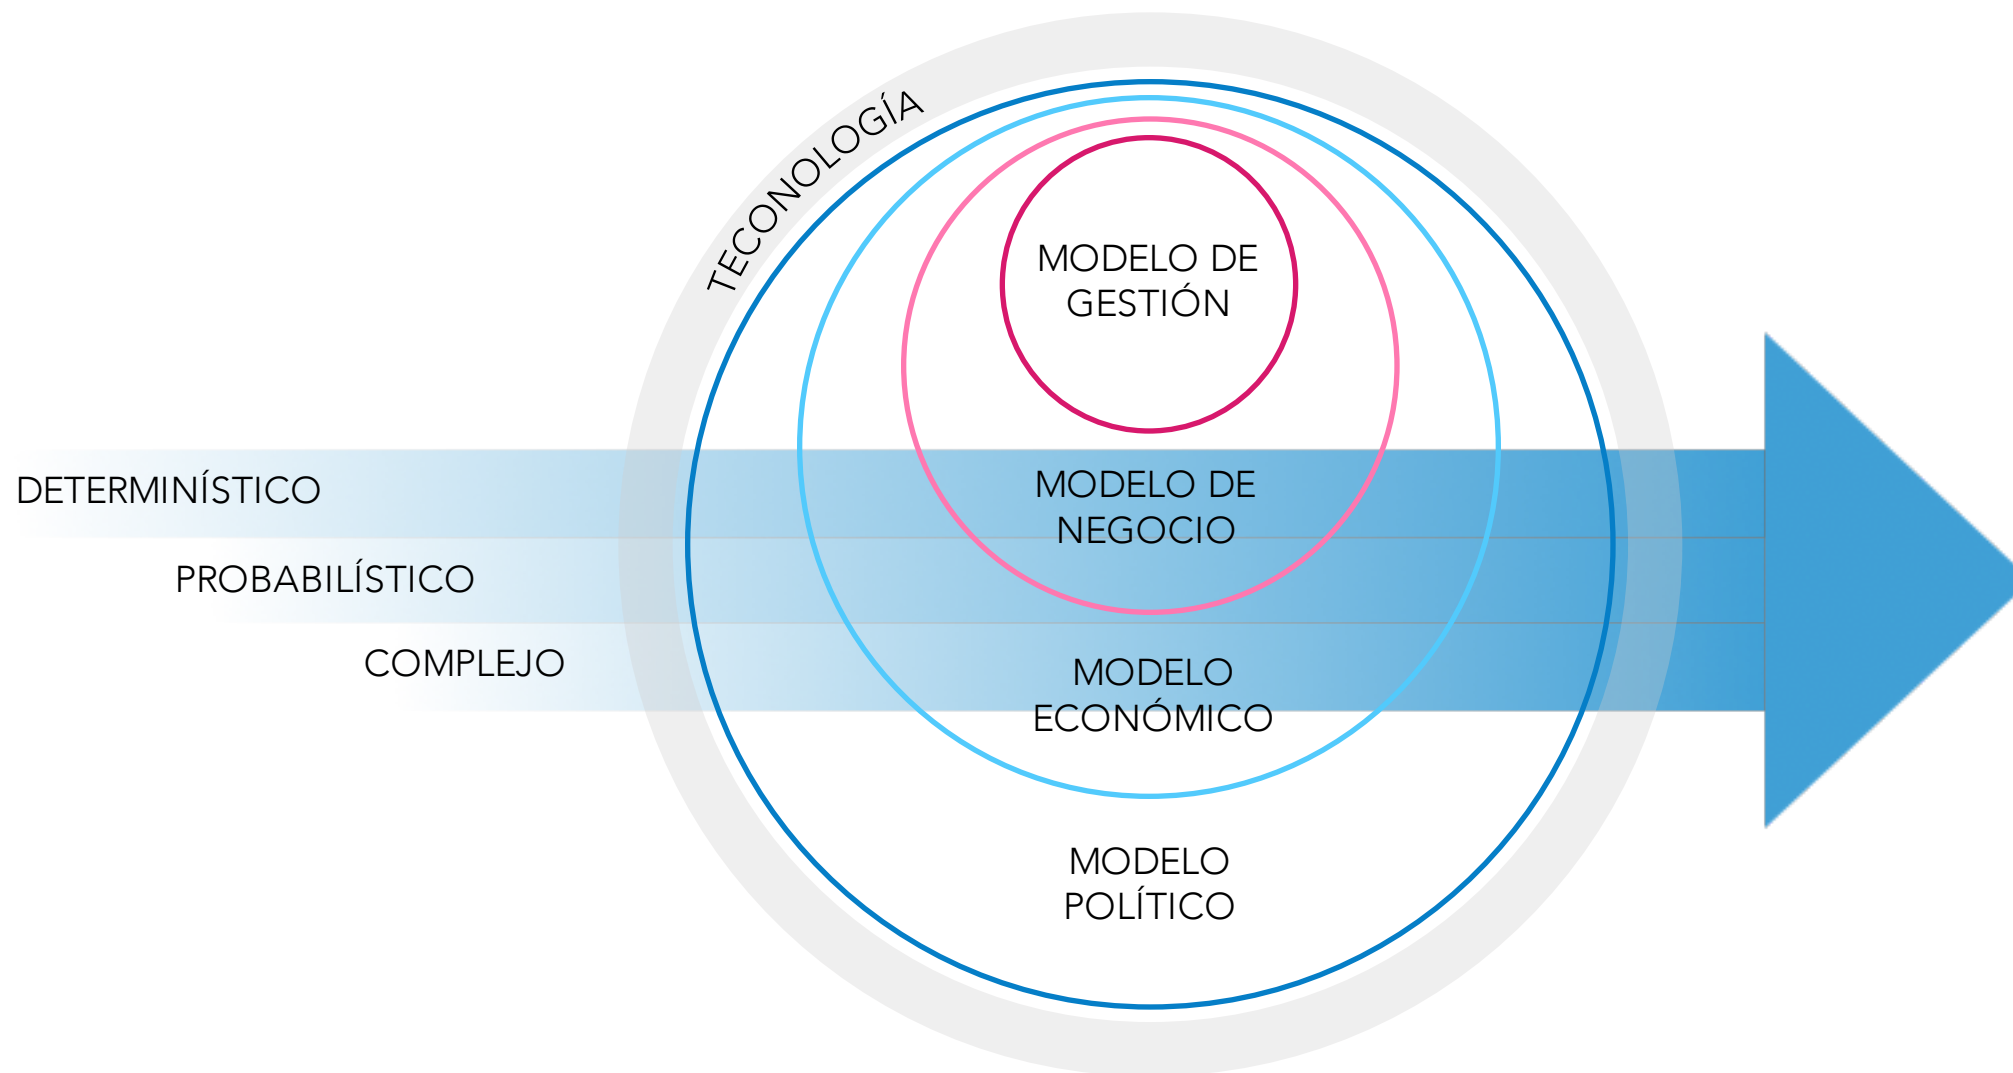 TECONOLOGÍA
MODELO DE
GESTIÓN
DETERMINÍSTICO
MODELO DE
NEGOCIO
PROBABILÍSTICO
COMPLEJO
MODELO
ECONÓMICO
MODELO
POLÍTICO